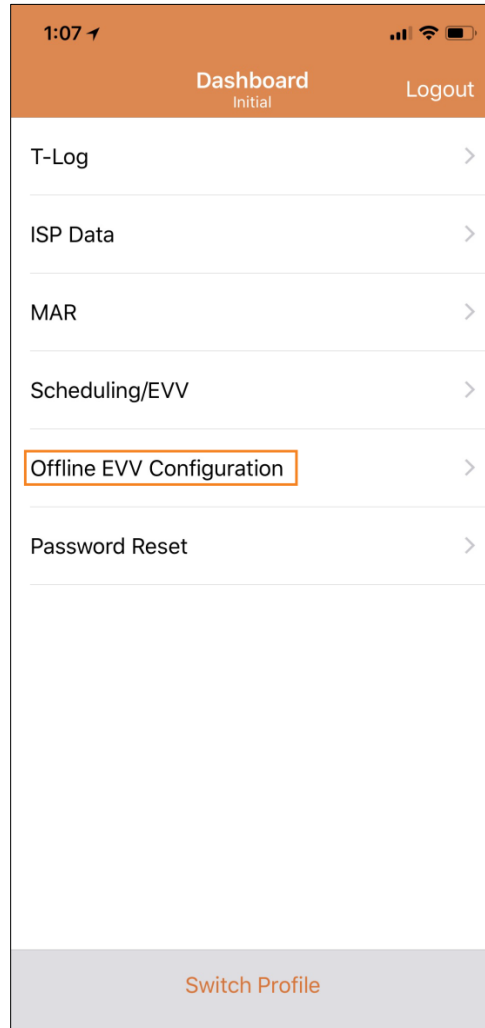 1:07
Dashboard
Initial
Logout
T-Log
ISP Data
MAR
Scheduling/EVV
Offline EVV Configuration
Password Reset
Switch Profile